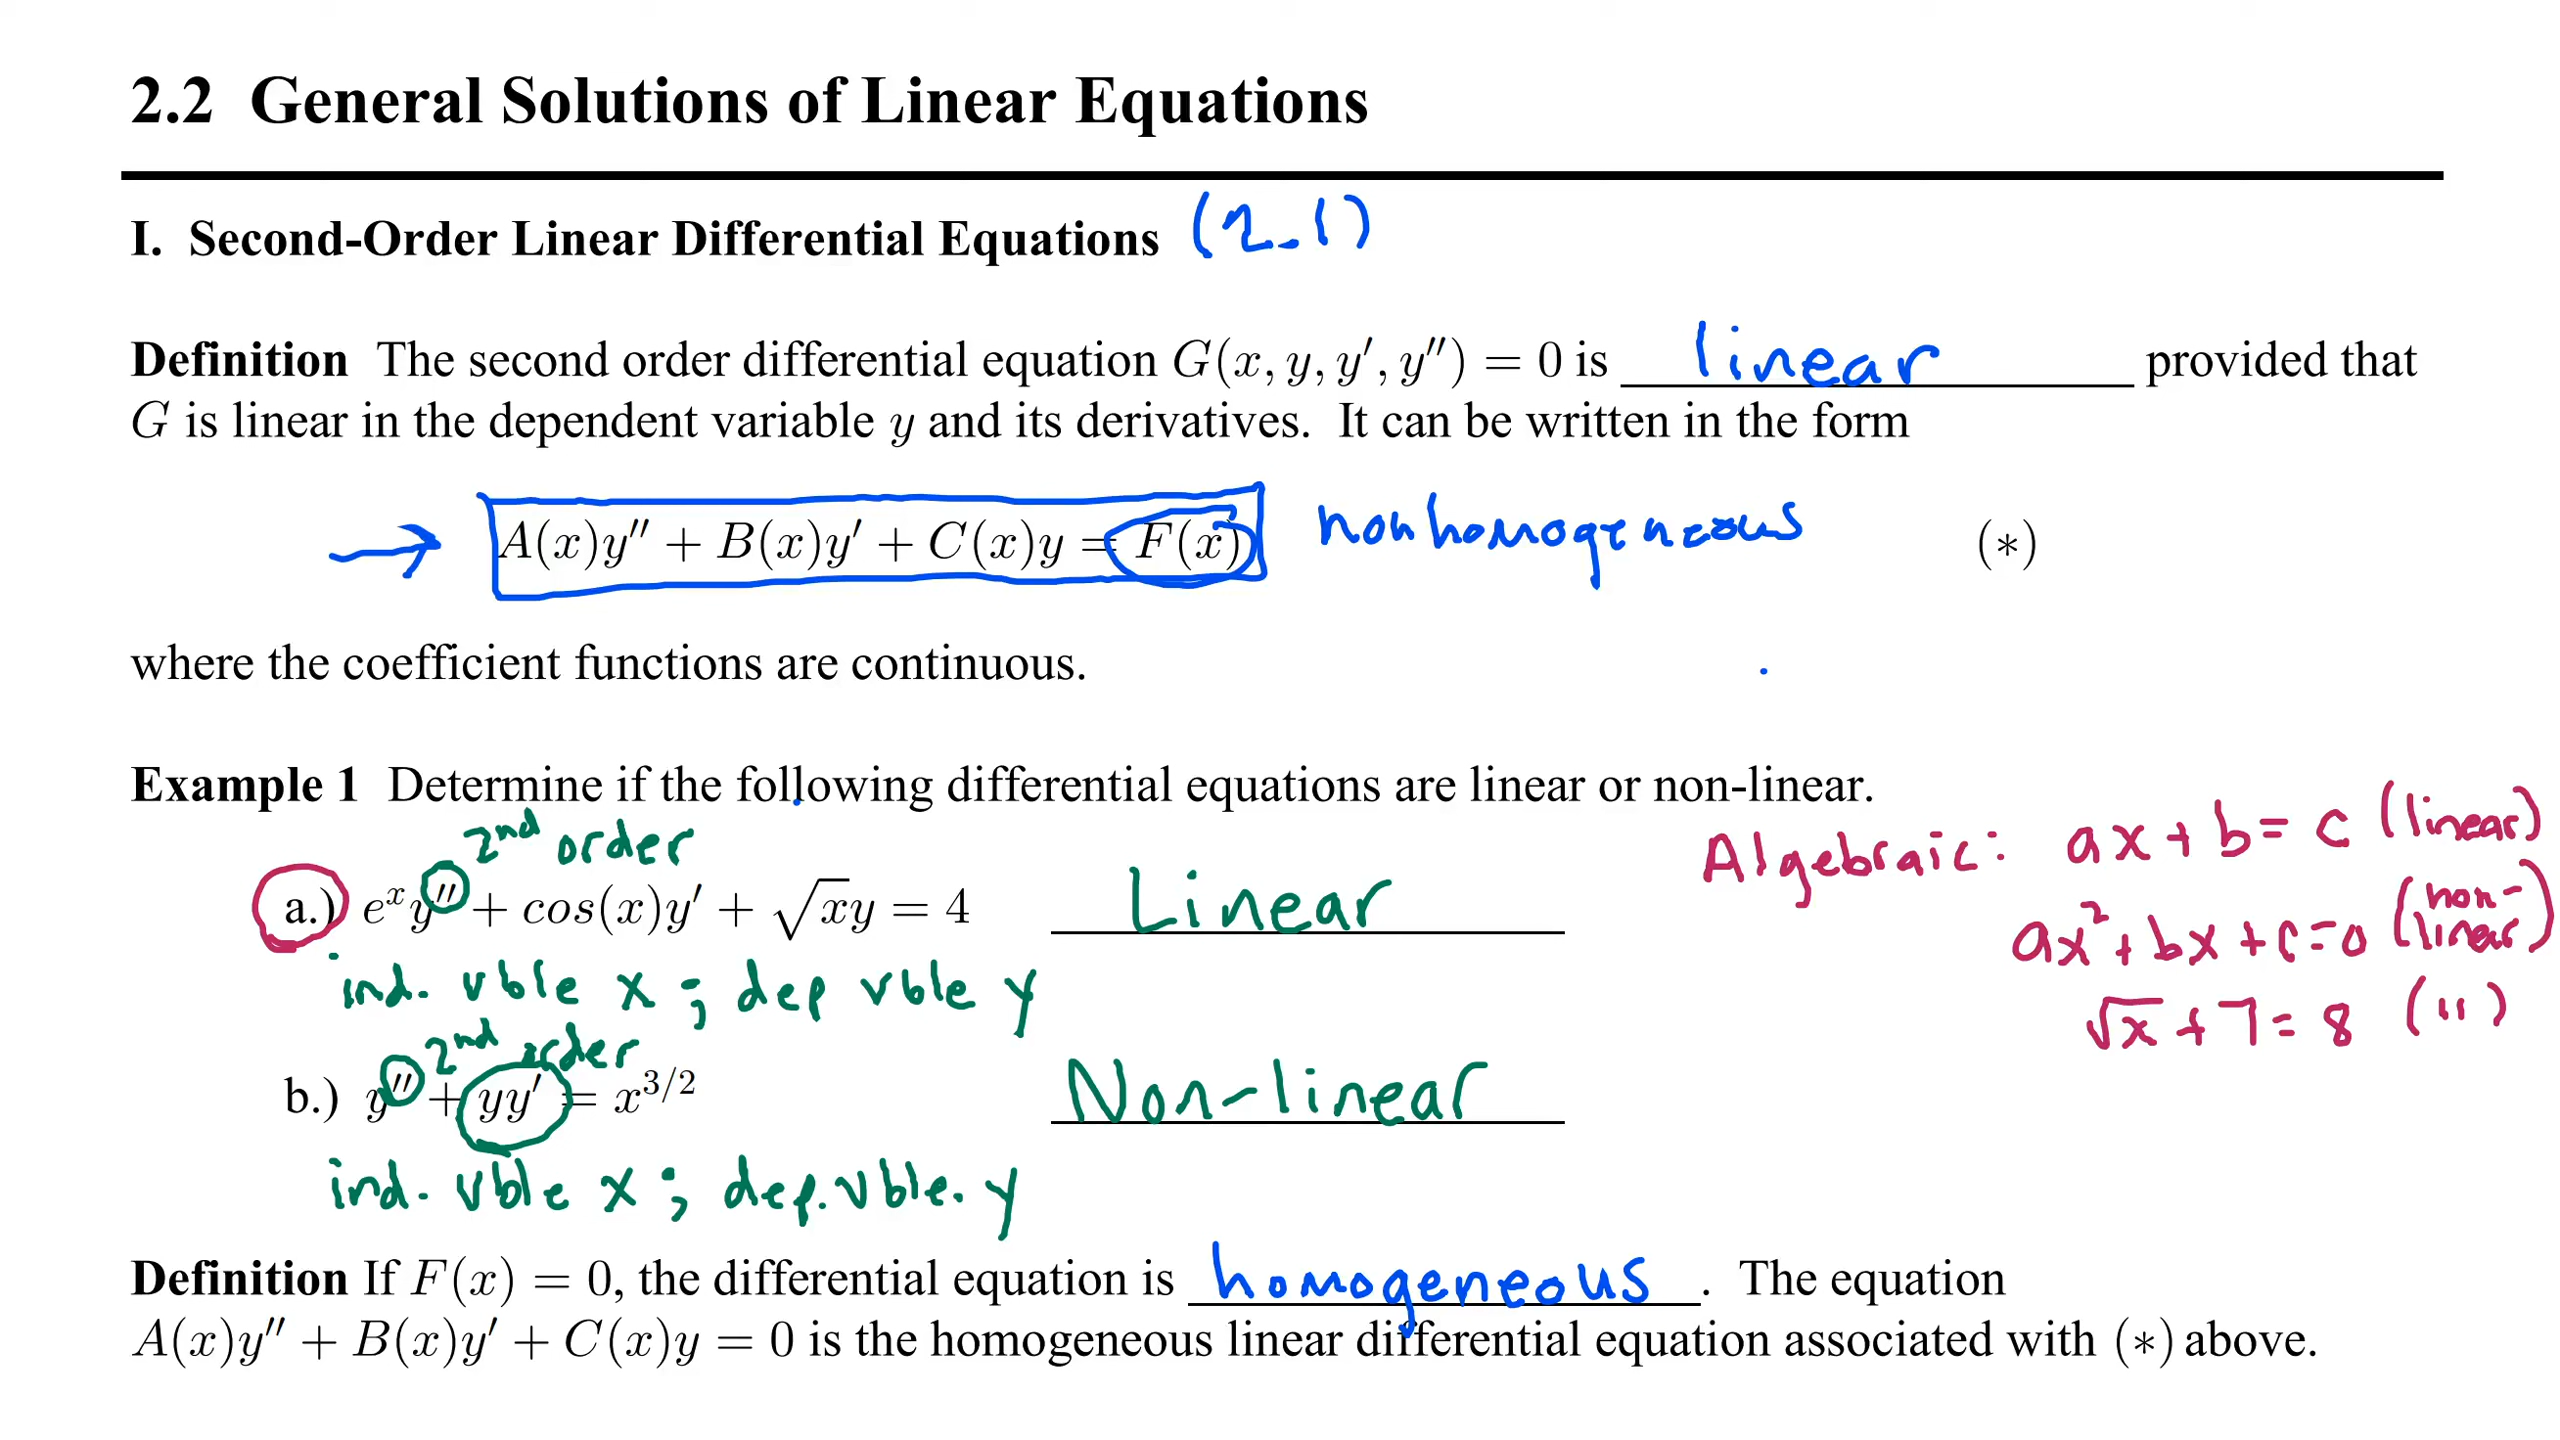 2.2 General Solutions of Linear Equations
I. Second-Order Linear Differential Equations (2.1)
Definition The second order differential equation G(x, y, y′, y″) = 0 is linear provided that
G is linear in the dependent variable y and its derivatives. It can be written in the form
→ A(x)y″ + B(x)y′ + C(x)y = F(x) nonhomogeneous (∗)
where the coefficient functions are continuous.
Example 1 Determine if the following differential equations are linear or non-linear.
Algebraic: ax + b = c (linear)
2nd order
a.) eˣy″ + cos(x)y′ + √x y = 4 Linear
ax² + bx + c = 0 (non-linear)
ind. vble x ; dep vble y
√x + 7 = 8 (")
2nd order
b.) y″ + yy′ = x^{3/2} Non-linear
ind. vble x ; dep. vble. y
Definition If F(x) = 0, the differential equation is homogeneous. The equation
A(x)y″ + B(x)y′ + C(x)y = 0 is the homogeneous linear differential equation associated with (∗) above.